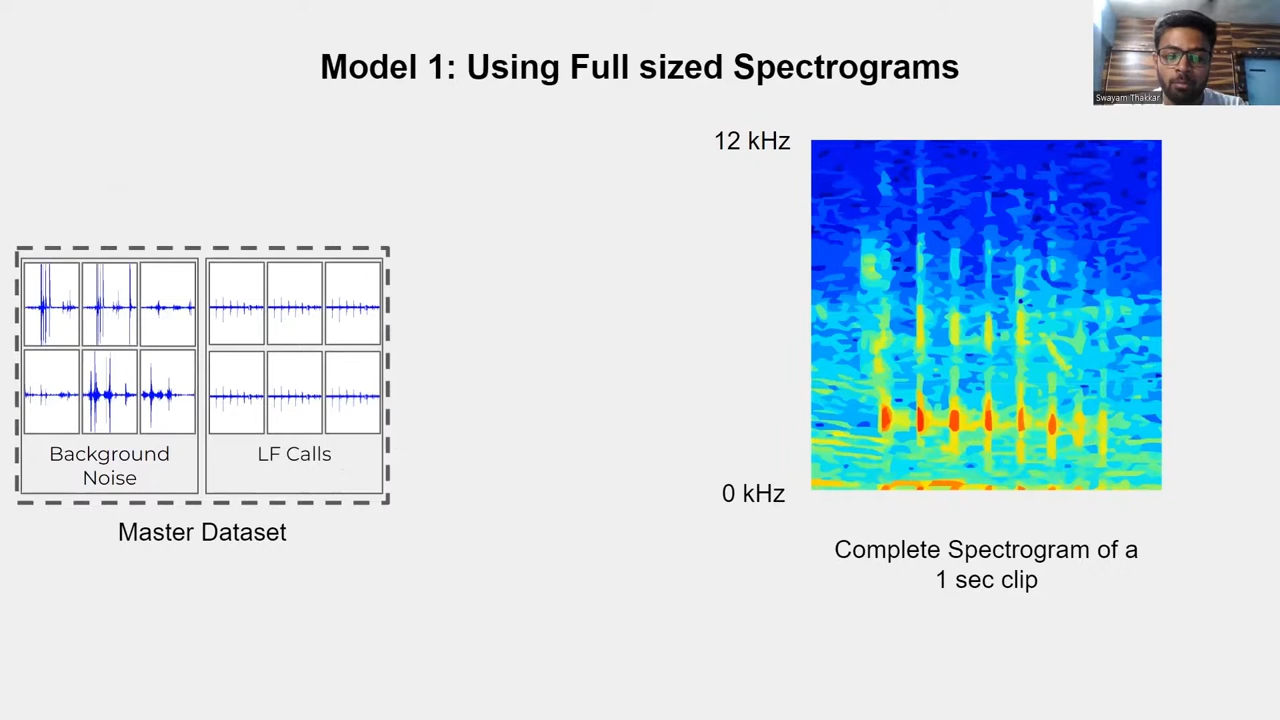 Model 1: Using Full sized Spectrograms
Swayam Thakkar
12 kHz
0 kHz
Background
Noise
LF Calls
Master Dataset
Complete Spectrogram of a
1 sec clip